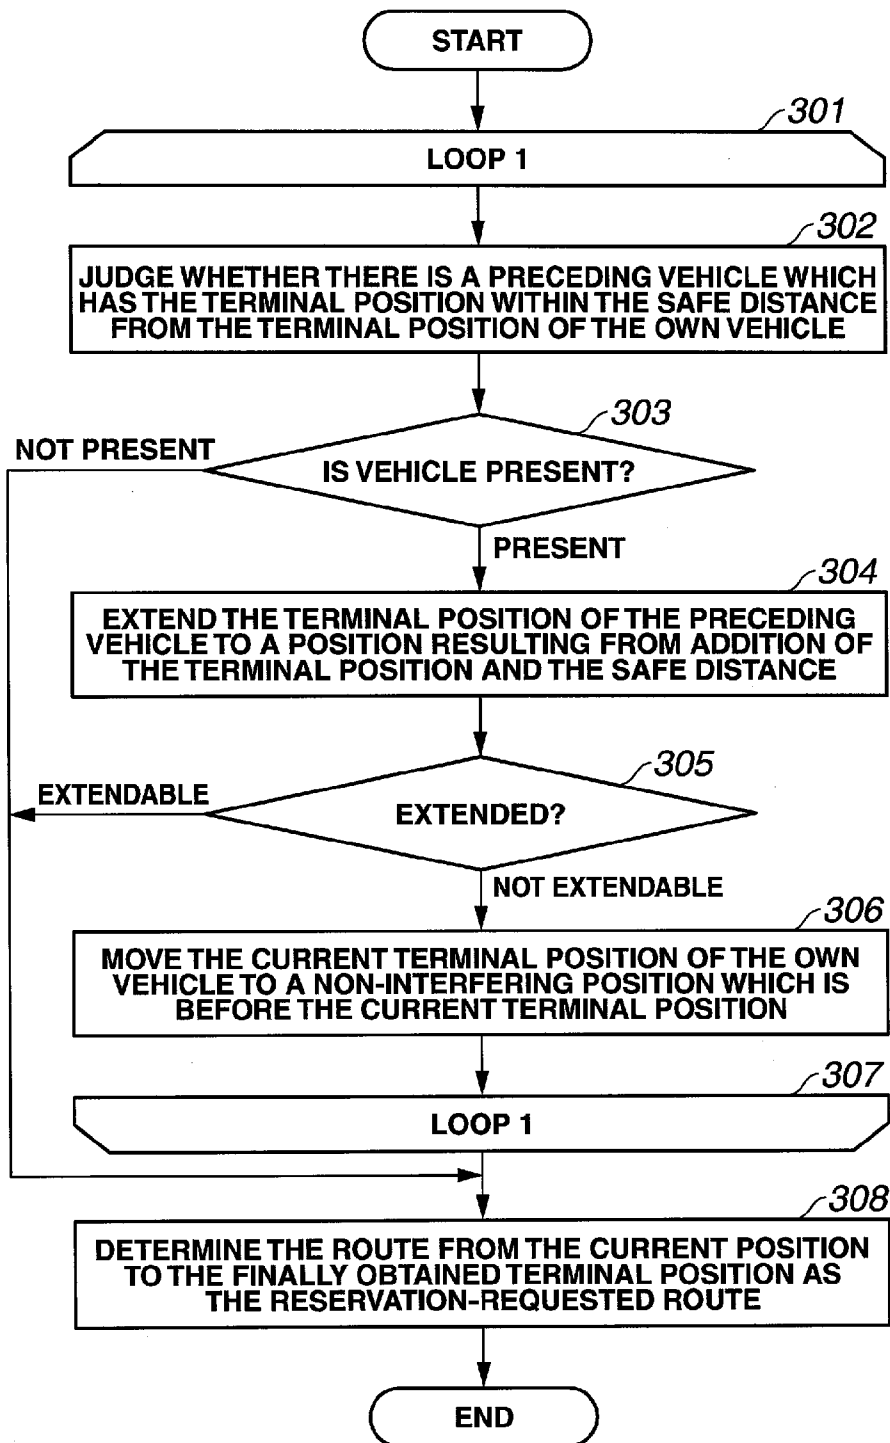 START
301
LOOP 1
302
JUDGE WHETHER THERE IS A PRECEDING VEHICLE WHICH
HAS THE TERMINAL POSITION WITHIN THE SAFE DISTANCE
FROM THE TERMINAL POSITION OF THE OWN VEHICLE
303
NOT PRESENT
IS VEHICLE PRESENT?
PRESENT
304
EXTEND THE TERMINAL POSITION OF THE PRECEDING
VEHICLE TO A POSITION RESULTING FROM ADDITION OF
THE TERMINAL POSITION AND THE SAFE DISTANCE
305
EXTENDABLE
EXTENDED?
NOT EXTENDABLE
306
MOVE THE CURRENT TERMINAL POSITION OF THE OWN
VEHICLE TO A NON-INTERFERING POSITION WHICH IS
BEFORE THE CURRENT TERMINAL POSITION
307
LOOP 1
308
DETERMINE THE ROUTE FROM THE CURRENT POSITION
TO THE FINALLY OBTAINED TERMINAL POSITION AS
THE RESERVATION-REQUESTED ROUTE
END